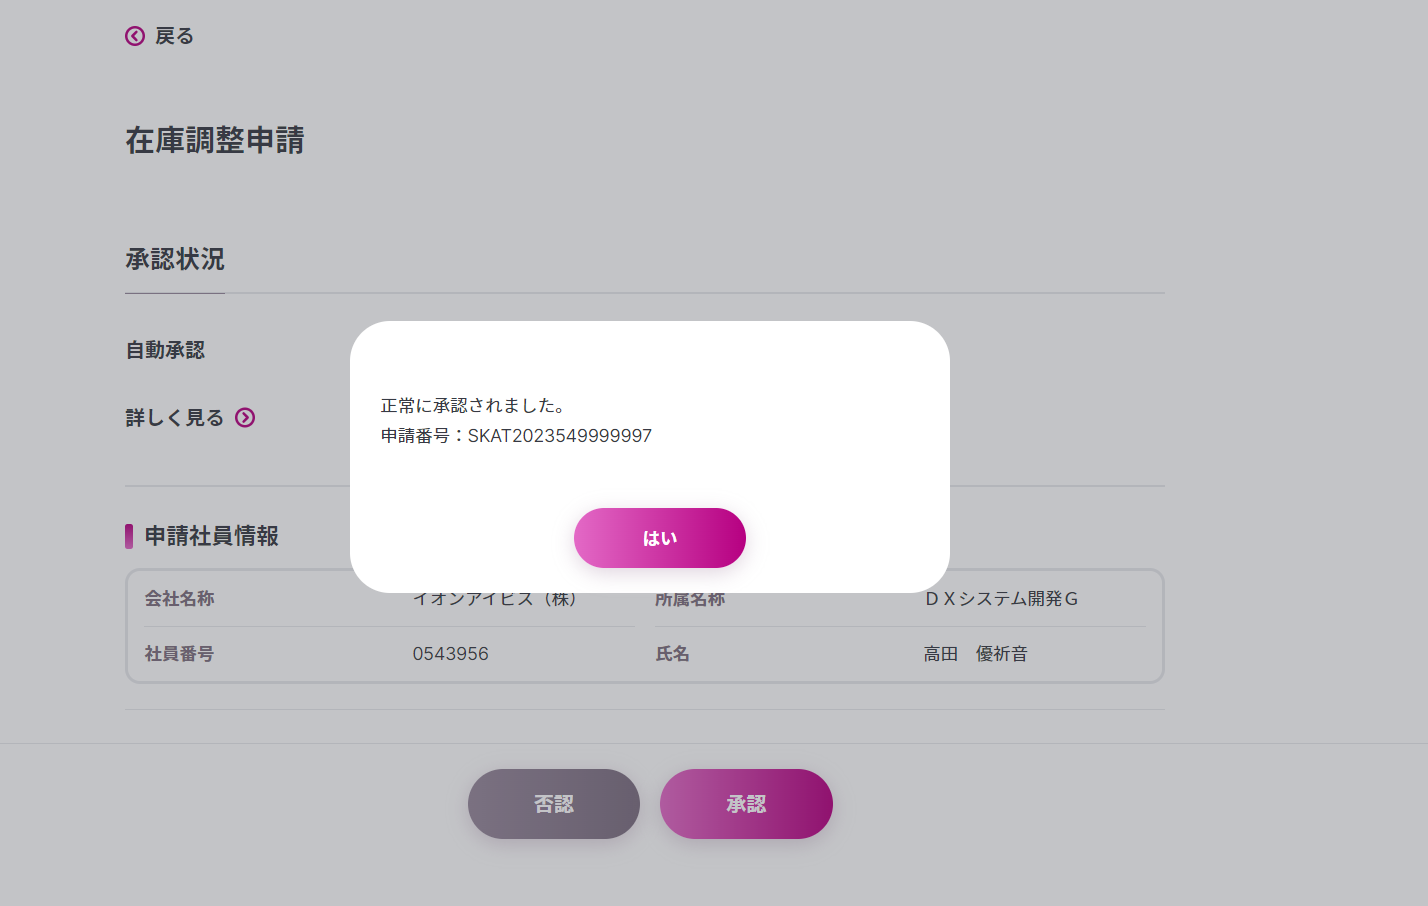 戻る
在庫調整申請
承認状況
自動承認
詳しく見る
正常に承認されました。
申請番号：SKAT2023549999997
はい
申請社員情報
会社名称 イオンアイビス（株） 所属名称 ＤＸシステム開発Ｇ
社員番号 0543956 氏名 高田　優祈音
否認 承認